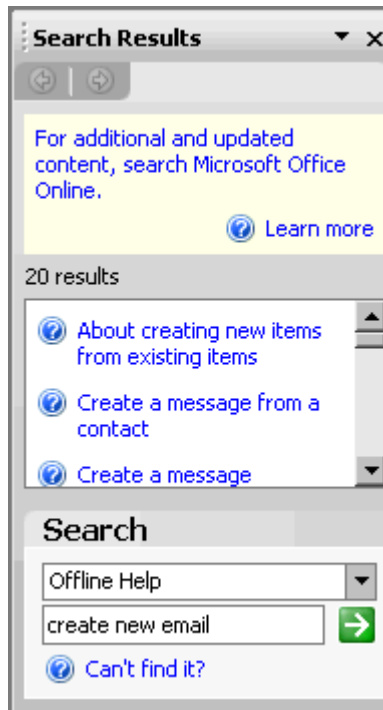 Search Results
For additional and updated
content, search Microsoft Office
Online.
Learn more
20 results
About creating new items
from existing items
Create a message from a
contact
Create a message
Search
Offline Help
create new email
Can't find it?